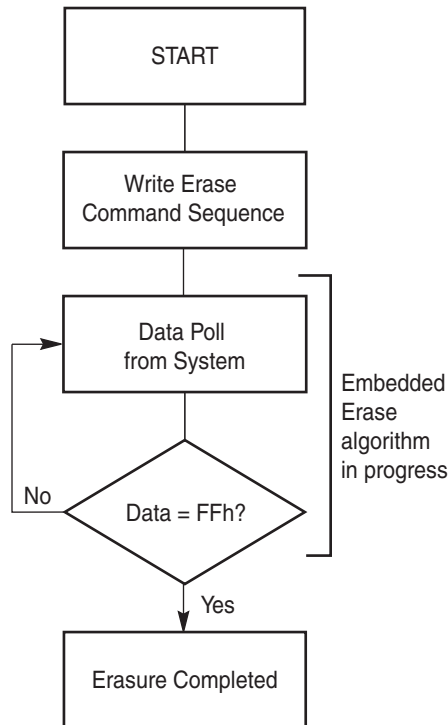 START
Write Erase
Command Sequence
Data Poll
from System
Embedded
Erase
algorithm
in progress
No
Data = FFh?
Yes
Erasure Completed